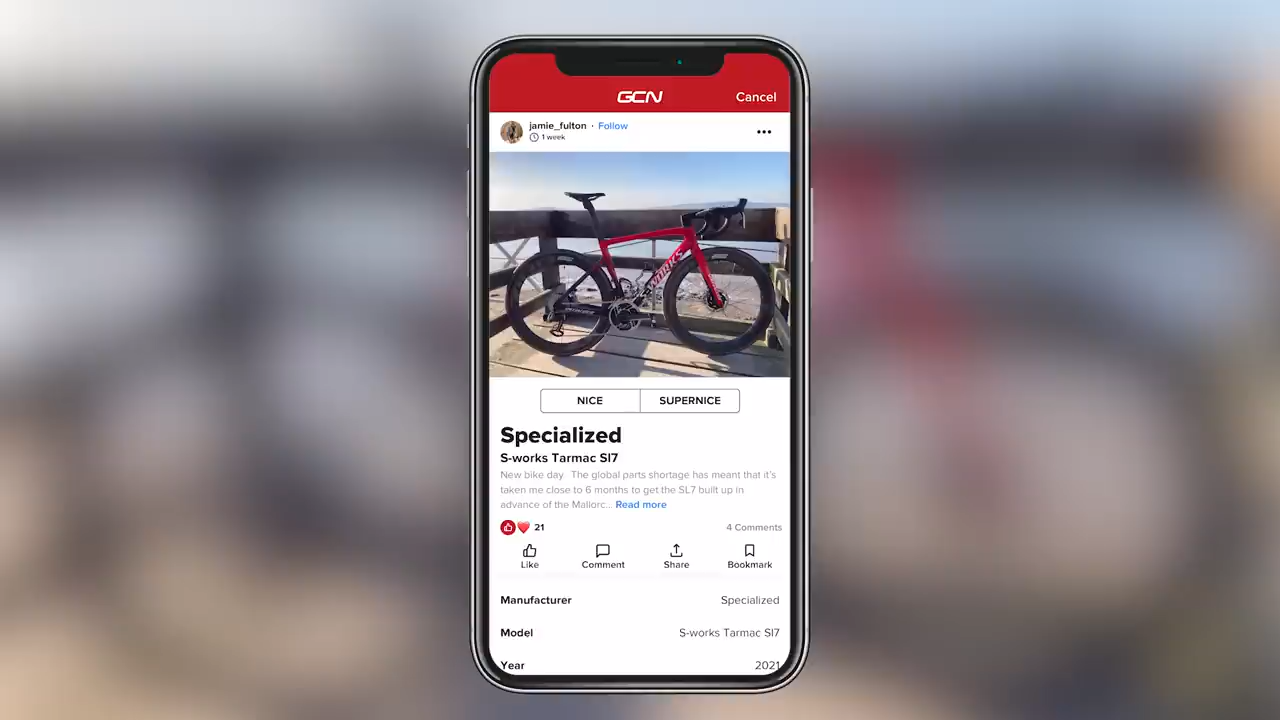 GCN
Cancel
jamie_fulton · Follow
1 week
S-WORKS
NICE
SUPERNICE
Specialized
S-works Tarmac Sl7
New bike day The global parts shortage has meant that it's
taken me close to 6 months to get the SL7 built up in
advance of the Mallorc... Read more
21
4 Comments
Like
Comment
Share
Bookmark
Manufacturer
Specialized
Model
S-works Tarmac Sl7
Year
2021